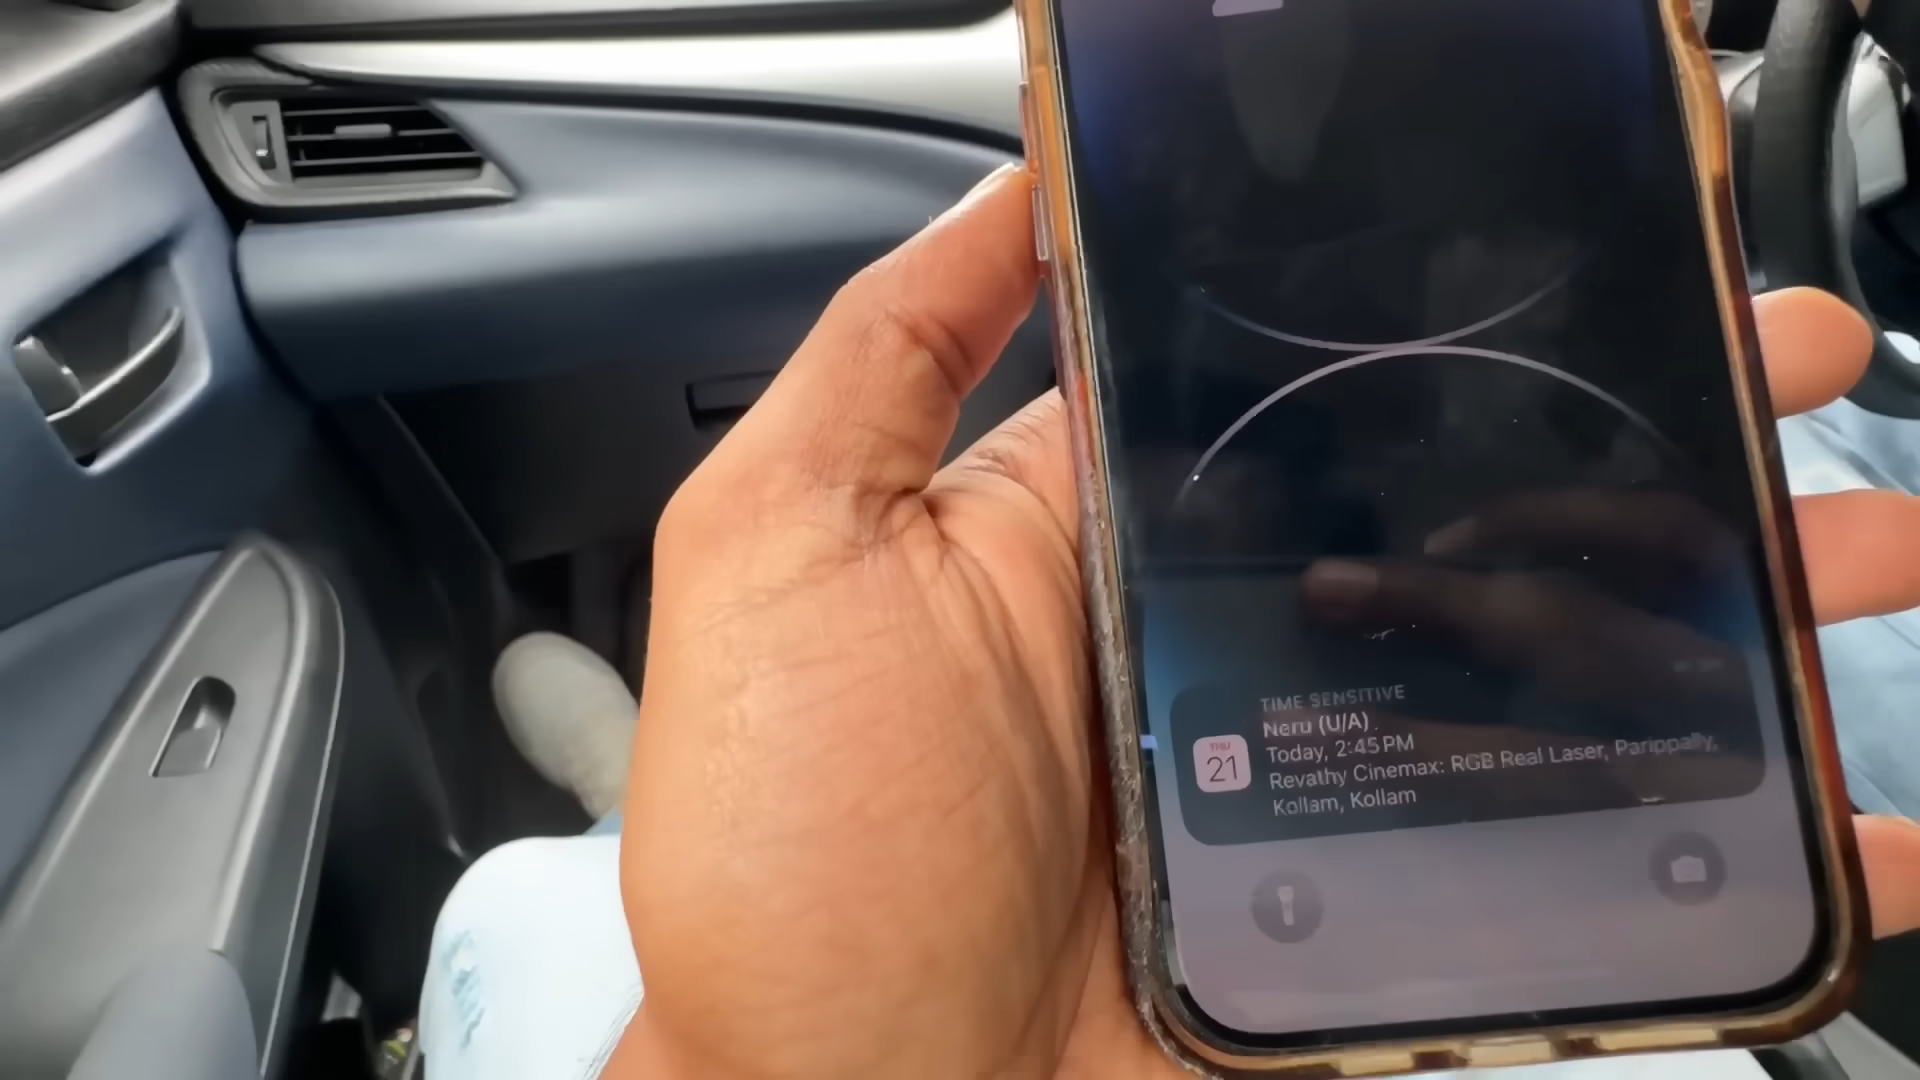 TIME SENSITIVE
Neru (U/A)
THU
21
Today, 2:45 PM
Revathy Cinemax: RGB Real Laser, Parippally,
Kollam, Kollam